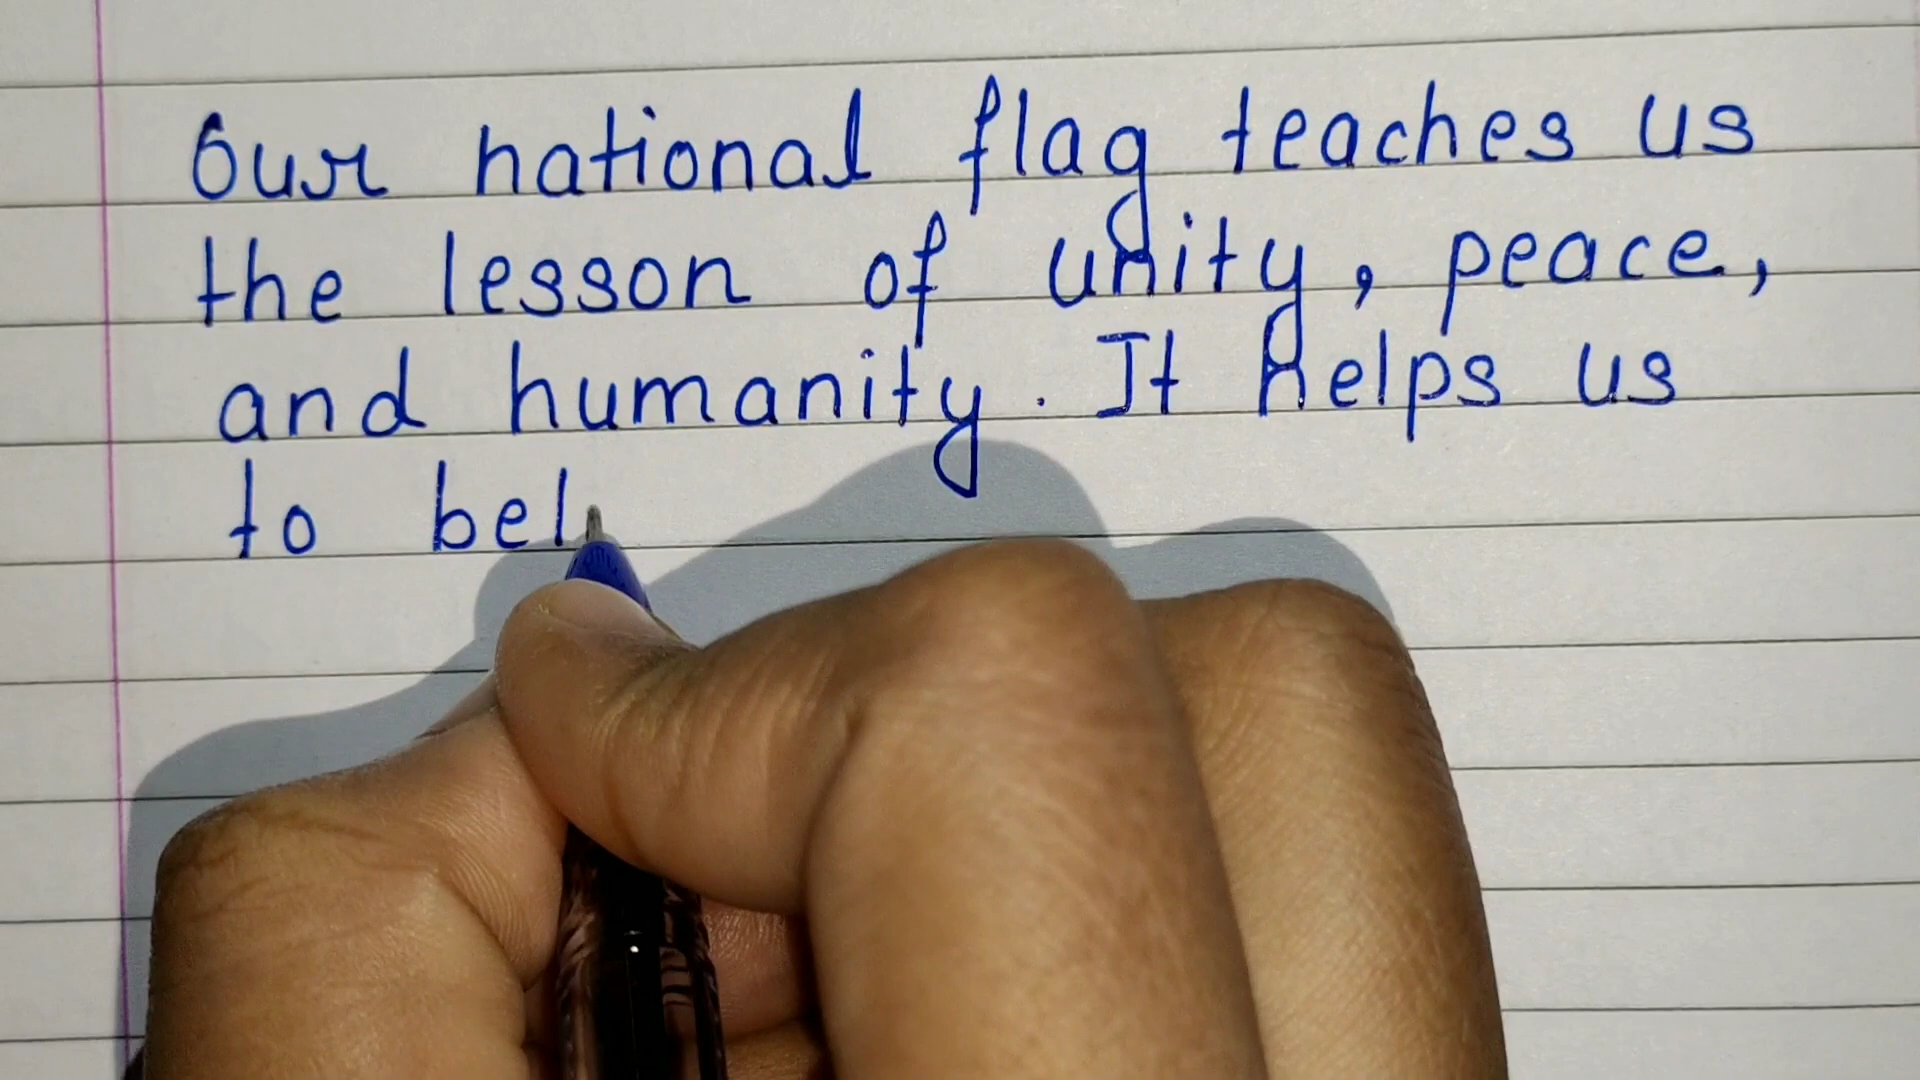 Our national flag teaches us
the lesson of unity, peace,
and humanity. It helps us
to bel